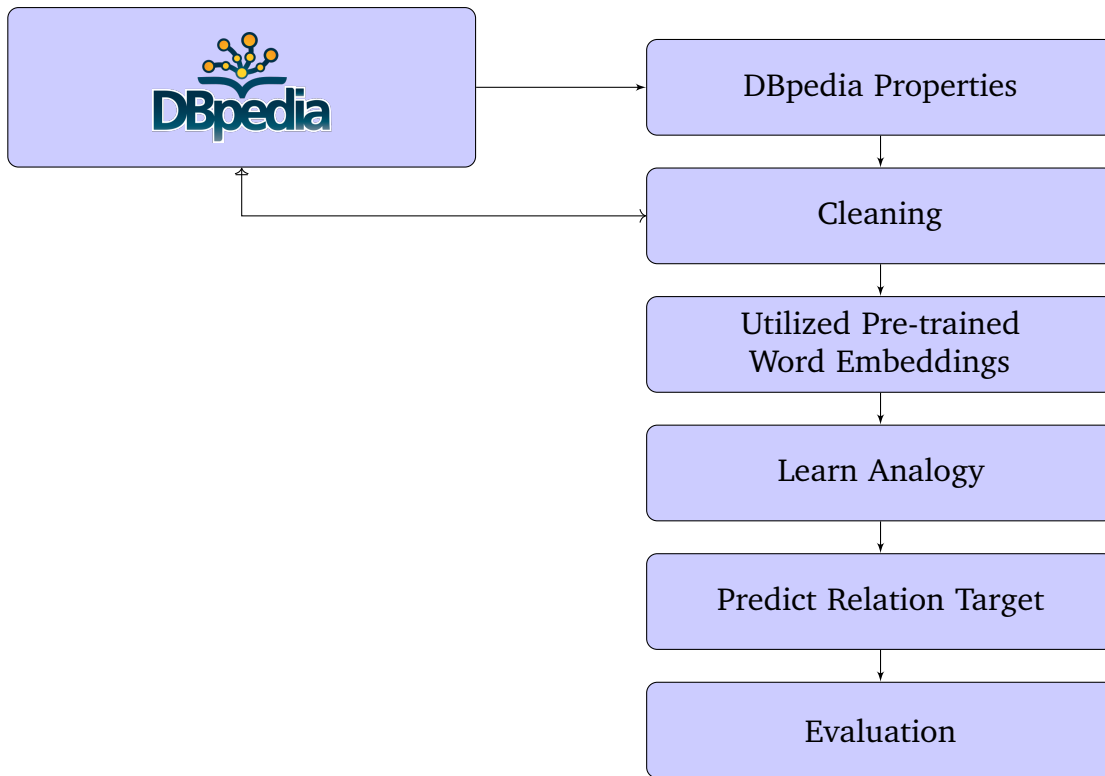 DBpedia
DBpedia Properties
Cleaning
Utilized Pre-trained
Word Embeddings
Learn Analogy
Predict Relation Target
Evaluation